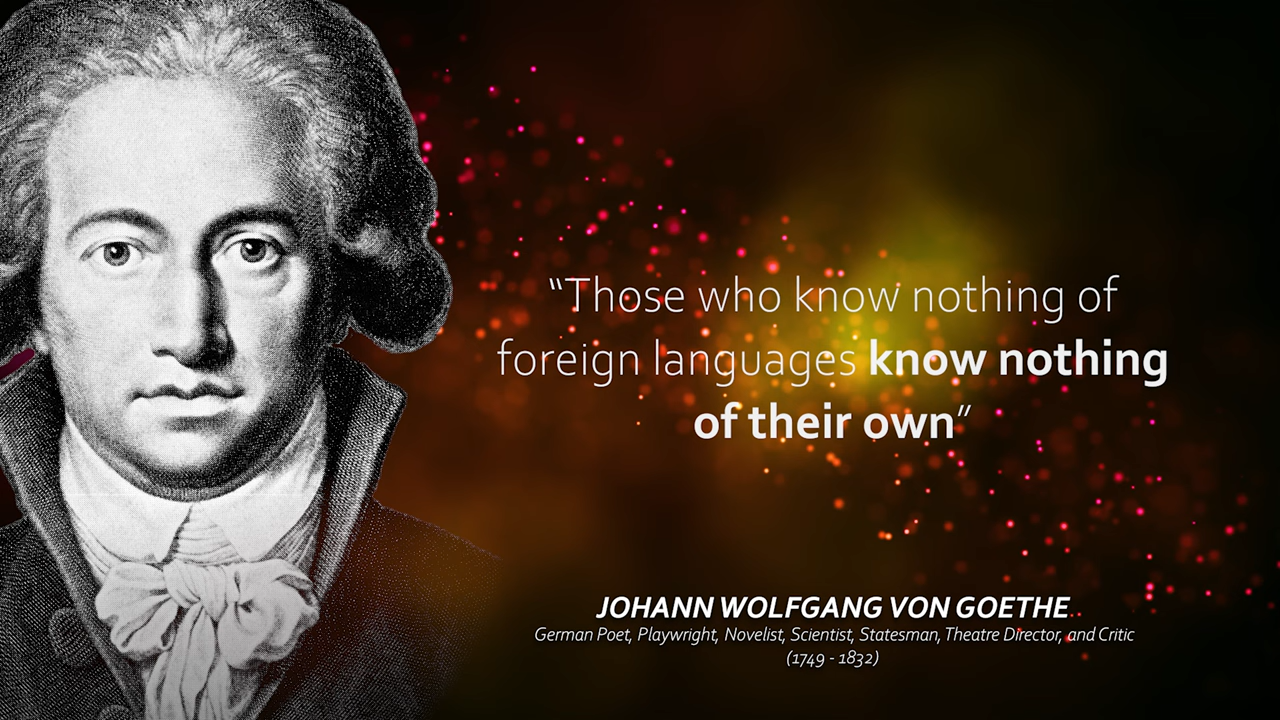 “Those who know nothing of
foreign languages know nothing
of their own”
JOHANN WOLFGANG VON GOETHE
German Poet, Playwright, Novelist, Scientist, Statesman, Theatre Director, and Critic
(1749 - 1832)